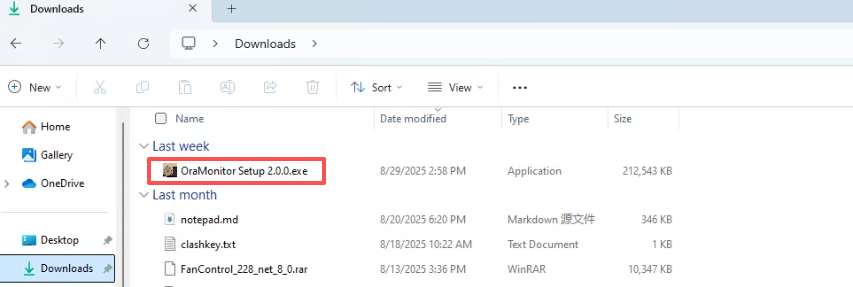 Downloads
Downloads
New
Sort
View
Name Date modified Type Size
Home
Gallery
OneDrive
Desktop
Downloads
Last week
OraMonitor Setup 2.0.0.exe 8/29/2025 2:58 PM Application 212,543 KB
Last month
notepad.md 8/20/2025 6:20 PM Markdown 源文件 346 KB
clashkey.txt 8/18/2025 10:22 AM Text Document 1 KB
FanControl_228_net_8_0.rar 8/13/2025 3:36 PM WinRAR 10,347 KB